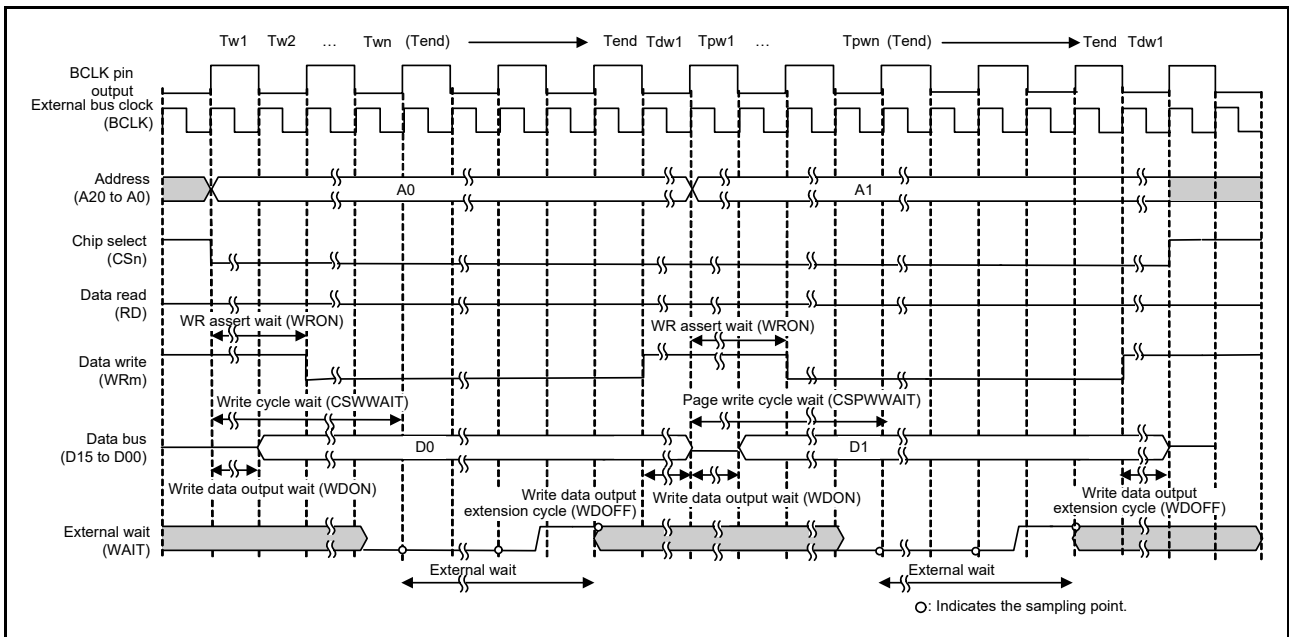 Tw1 Tw2 … Twn (Tend) Tend Tdw1 Tpw1 … Tpwn (Tend) Tend Tdw1
BCLK pin
output
External bus clock
(BCLK)
Address
(A20 to A0)
A0 A1
Chip select
(CSn)
Data read
(RD)
WR assert wait (WRON) WR assert wait (WRON)
Data write
(WRm)
Write cycle wait (CSWWAIT) Page write cycle wait (CSPWWAIT)
Data bus
(D15 to D00)
D0 D1
Write data output wait (WDON) Write data output
extension cycle (WDOFF) Write data output wait (WDON) Write data output
extension cycle (WDOFF)
External wait
(WAIT)
External wait External wait
O: Indicates the sampling point.